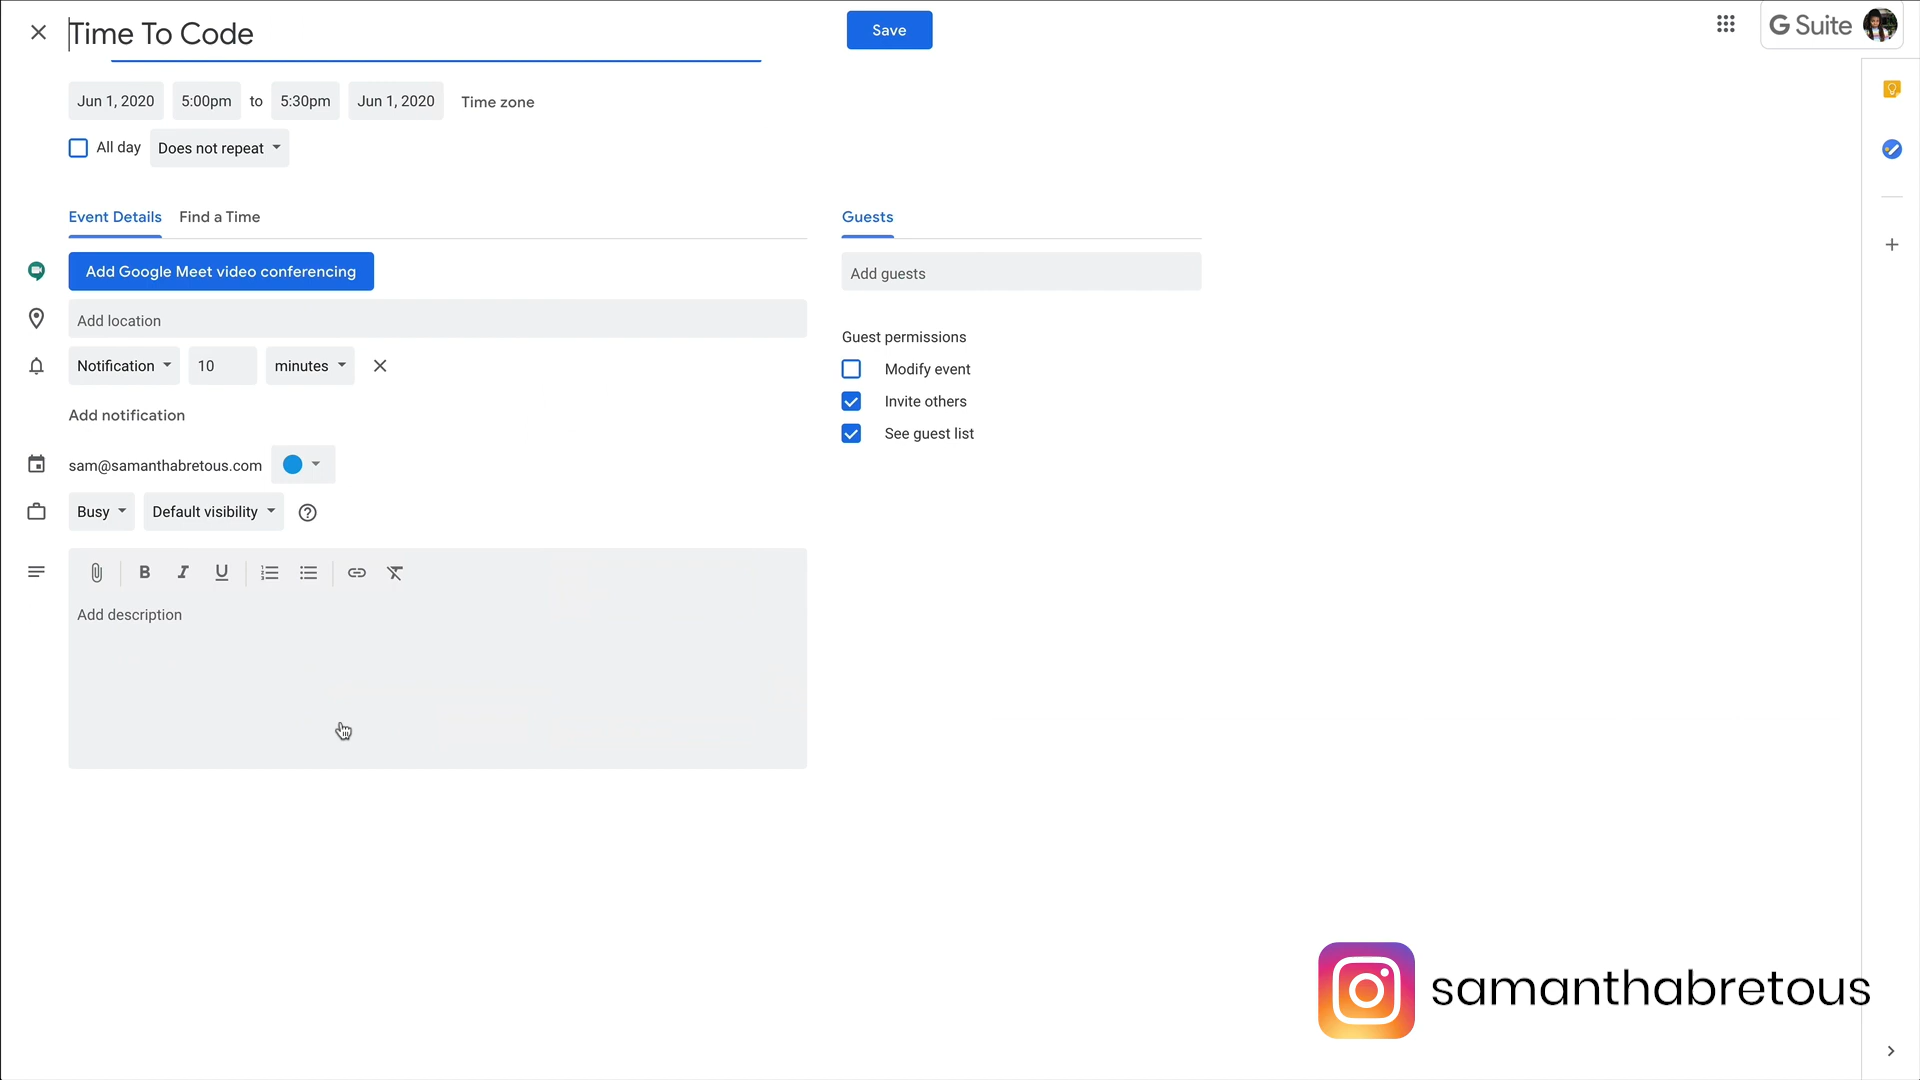 Time To Code
Save
G Suite
Jun 1, 2020 5:00pm to 5:30pm Jun 1, 2020 Time zone
All day Does not repeat
Event Details Find a Time
Guests
Add Google Meet video conferencing
Add guests
Add location
Guest permissions
Notification 10 minutes
Modify event
Invite others
Add notification
See guest list
sam@samanthabretous.com
Busy Default visibility
B I U
Add description
samanthabretous